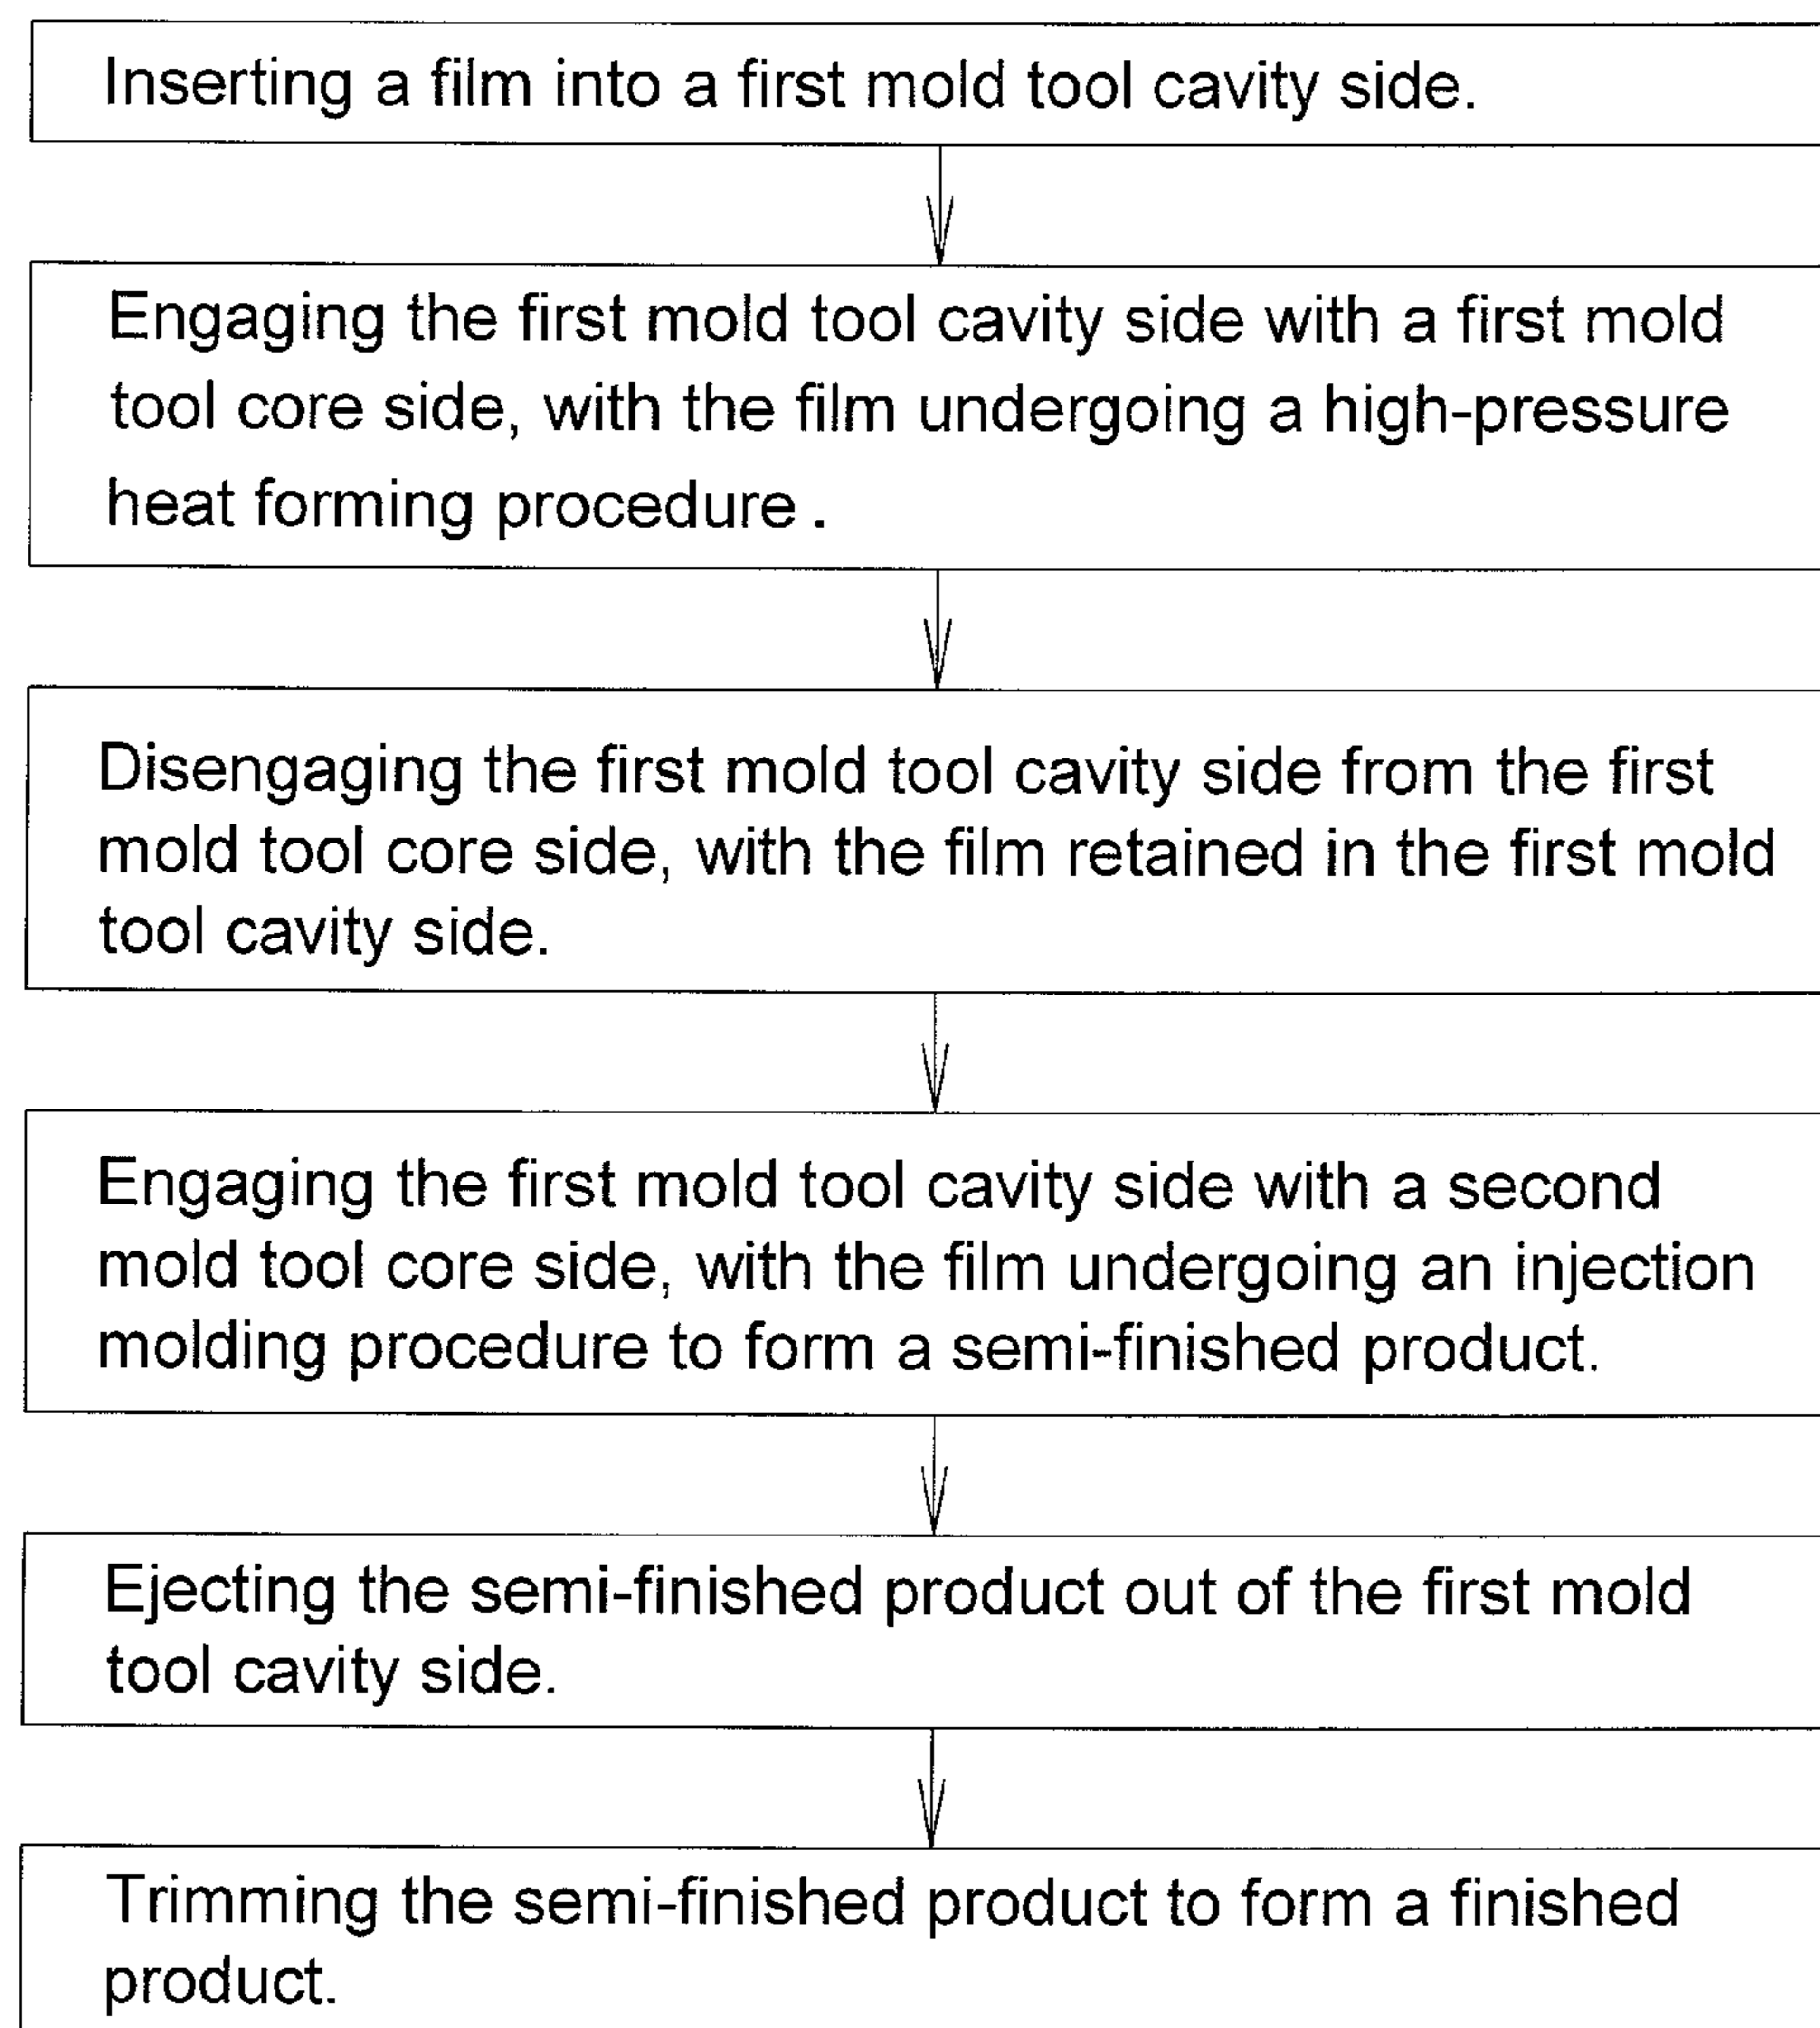 Inserting a film into a first mold tool cavity side.
Engaging the first mold tool cavity side with a first mold
tool core side, with the film undergoing a high-pressure
heat forming procedure .
Disengaging the first mold tool cavity side from the first
mold tool core side, with the film retained in the first mold
tool cavity side.
Engaging the first mold tool cavity side with a second
mold tool core side, with the film undergoing an injection
molding procedure to form a semi-finished product.
Ejecting the semi-finished product out of the first mold
tool cavity side.
Trimming the semi-finished product to form a finished
product.